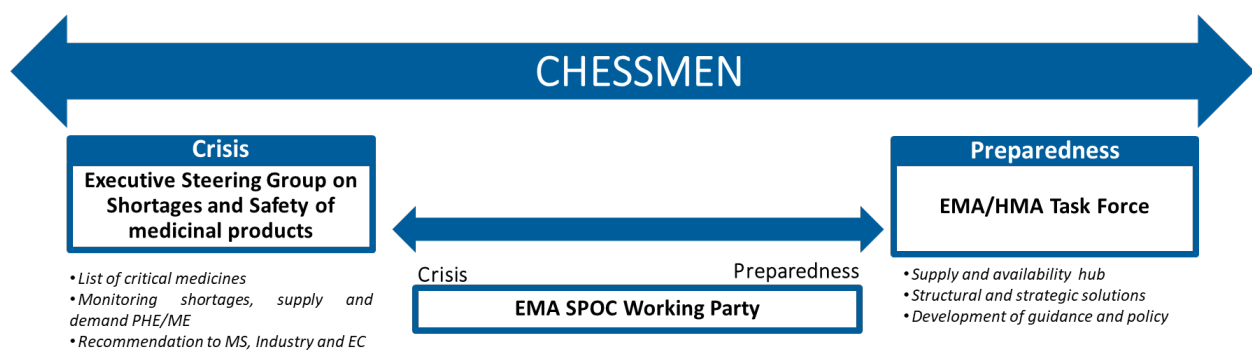 CHESSMEN
Crisis
Executive Steering Group on
Shortages and Safety of
medicinal products
•List of critical medicines
•Monitoring shortages, supply and
demand PHE/ME
•Recommendation to MS, Industry and EC
Crisis
Preparedness
EMA SPOC Working Party
Preparedness
EMA/HMA Task Force
•Supply and availability hub
•Structural and strategic solutions
•Development of guidance and policy